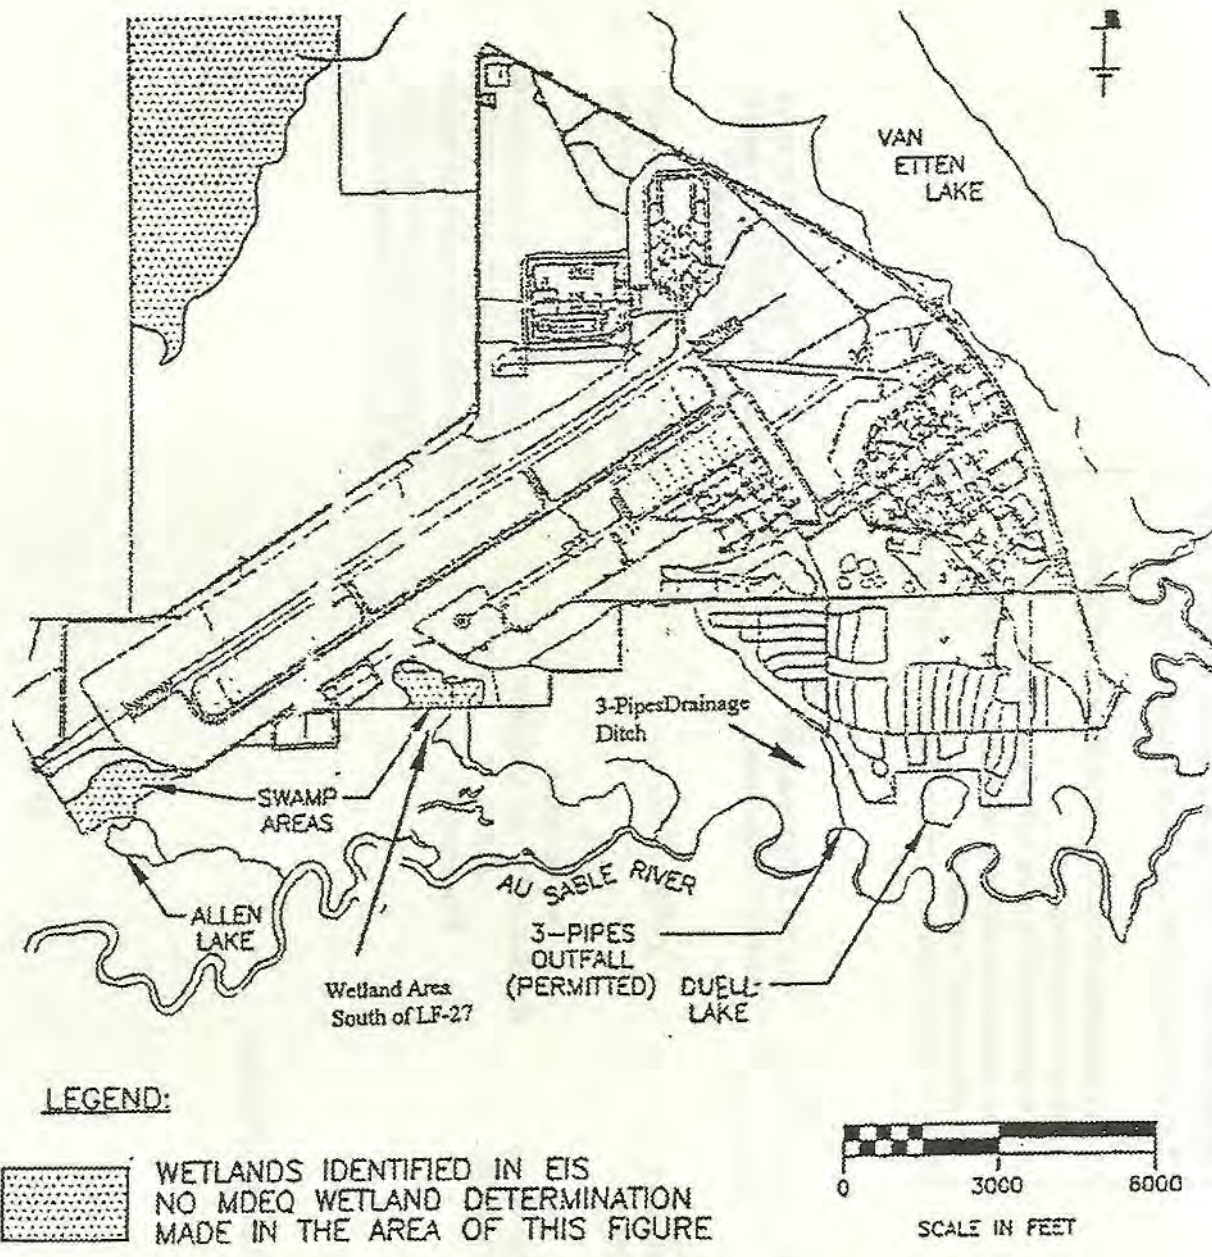 VAN
ETTEN
LAKE
3-PipesDrainage
Ditch
SWAMP
AREAS
AU SABLE RIVER
ALLEN
LAKE
3-PIPES
OUTFALL
(PERMITTED)
DUELL
LAKE
Wetland Area
South of LF-27
LEGEND:
WETLANDS IDENTIFIED IN EIS
NO MDEQ WETLAND DETERMINATION
MADE IN THE AREA OF THIS FIGURE
0 3000 6000
SCALE IN FEET